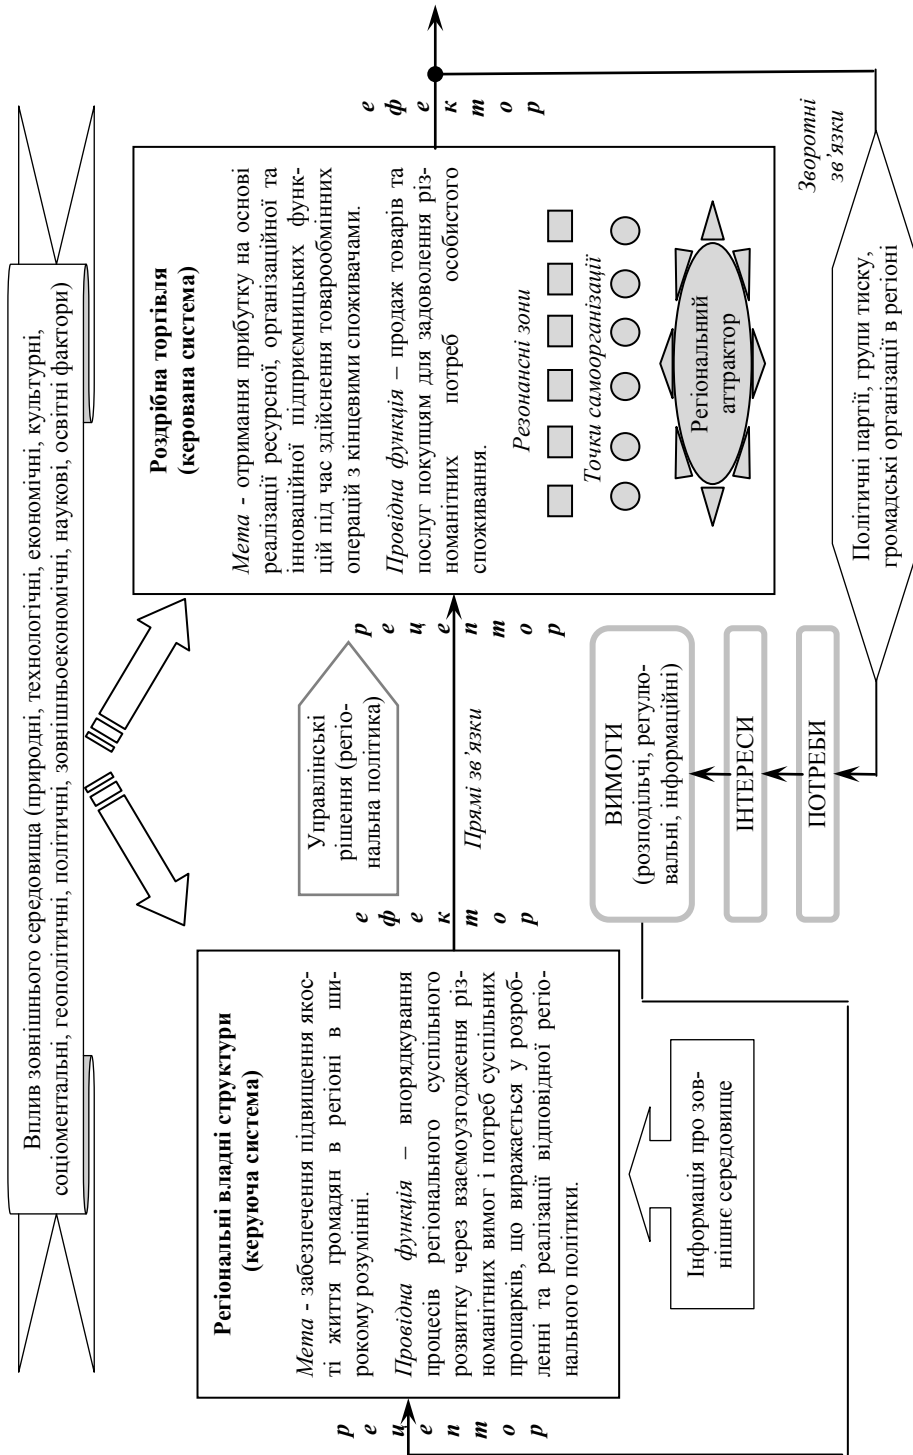 Вплив зовнішнього середовища (природні, технологічні, економічні, культурні,
соціоментальні, геополітичні, політичні, зовнішньоекономічні, наукові, освітні фактори)
Регіональні владні структури
(керуюча система)
Мета - забезпечення підвищення якос-
ті життя громадян в регіоні в ши-
рокому розумінні.
Провідна функція – впорядкування
процесів регіонального суспільного
розвитку через взаємоузгодження різ-
номанітних вимог і потреб суспільних
прошарків, що виражається у розроб-
ленні та реалізації відповідної регіо-
нального політики.
рецептор
ефектор
Інформація про зов-
нішнє середовище
Управлінські
рішення (регіо-
нальна політика)
Прямі зв’язки
рецептор
Роздрібна торгівля
(керована система)
Мета - отримання прибутку на основі
реалізації ресурсної, організаційної та
інноваційної підприємницьких функ-
цій під час здійснення товарообмінних
операцій з кінцевими споживачами.
Провідна функція – продаж товарів та
послуг покупцям для задоволення різ-
номанітних потреб особистого
споживання.
Резонансні зони
Точки самоорганізації
Регіональний
аттрактор
ефектор
Зворотні
зв’язки
Політичні партії, групи тиску,
громадські організації в регіоні
ВИМОГИ
(розподільчі, регулю-
вальні, інформаційні)
ІНТЕРЕСИ
ПОТРЕБИ